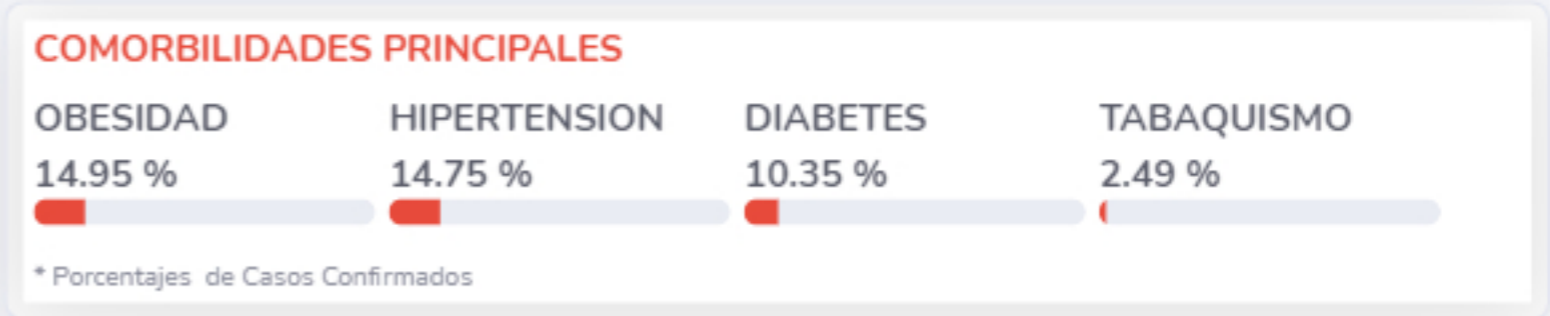 COMORBILIDADES PRINCIPALES
OBESIDAD HIPERTENSION DIABETES TABAQUISMO
14.95 % 14.75 % 10.35 % 2.49 %
* Porcentajes de Casos Confirmados